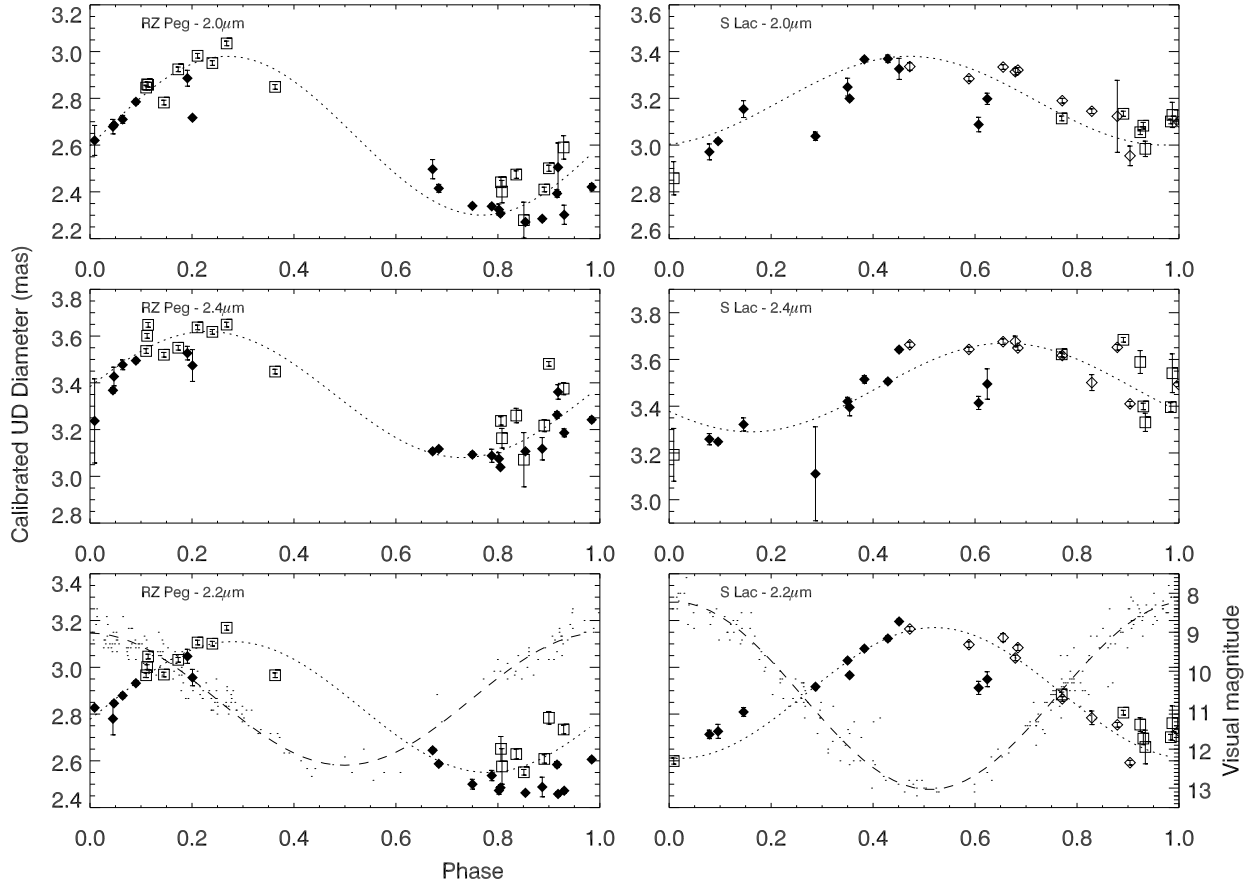 RZ Peg - 2.0μm
3.2
3.0
2.8
2.6
2.4
2.2
0.0 0.2 0.4 0.6 0.8 1.0
S Lac - 2.0μm
3.6
3.4
3.2
3.0
2.8
2.6
0.0 0.2 0.4 0.6 0.8 1.0
Calibrated UD Diameter (mas)
RZ Peg - 2.4μm
3.8
3.6
3.4
3.2
3.0
2.8
0.0 0.2 0.4 0.6 0.8 1.0
S Lac - 2.4μm
3.8
3.6
3.4
3.2
3.0
0.0 0.2 0.4 0.6 0.8 1.0
RZ Peg - 2.2μm
3.4
3.2
3.0
2.8
2.6
2.4
0.0 0.2 0.4 0.6 0.8 1.0
S Lac - 2.2μm
8
9
10
11
12
13
0.0 0.2 0.4 0.6 0.8 1.0
Visual magnitude
Phase